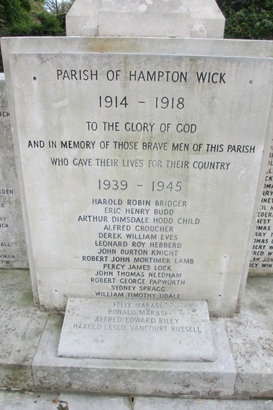 PARISH OF HAMPTON WICK
1914 - 1918
TO THE GLORY OF GOD
AND IN MEMORY OF THOSE BRAVE MEN OF THIS PARISH
WHO GAVE THEIR LIVES FOR THEIR COUNTRY
1939 - 1945
HAROLD ROBIN BRIDGER
ERIC HENRY BUDD
ARTHUR DIMSDALE HOOD CHILD
ALFRED CROUCHER
DEREK WILLIAM EVES
LEONARD ROY HEBBERD
JOHN BURTON KNIGHT
ROBERT JOHN MORTIMER LAMB
PERCY JAMES LOCK
JOHN THOMAS NEEDHAM
ROBERT GEORGE PAPWORTH
SYDNEY SPRAGG
WILLIAM TIMOTHY UDALE
FELIX MARASI
RONALD MARASI
ALFRED EDWARD RILEY
HAROLD LESLIE VANCOURT RUSSELL